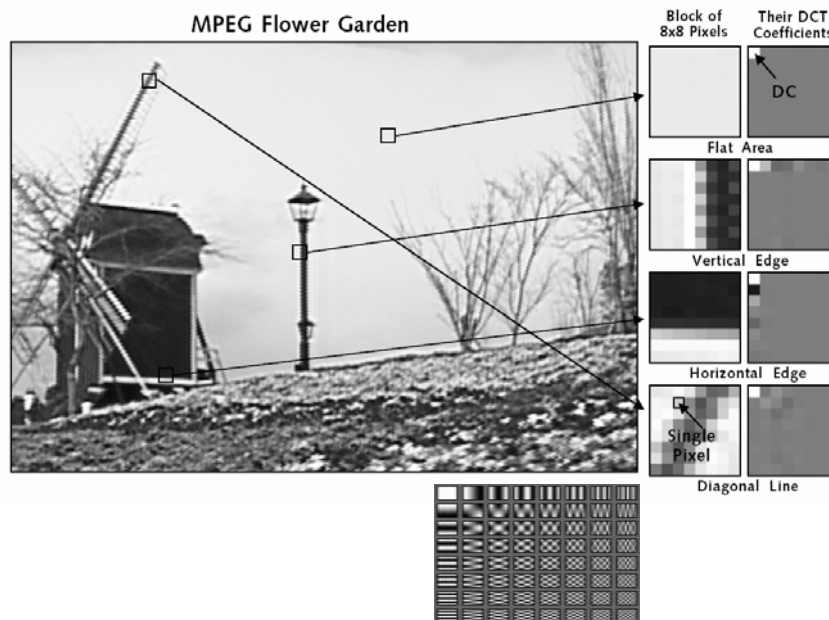 MPEG Flower Garden
Block of
8x8 Pixels
Their DCT
Coefficients
DC
Flat Area
Vertical Edge
Horizontal Edge
Single
Pixel
Diagonal Line